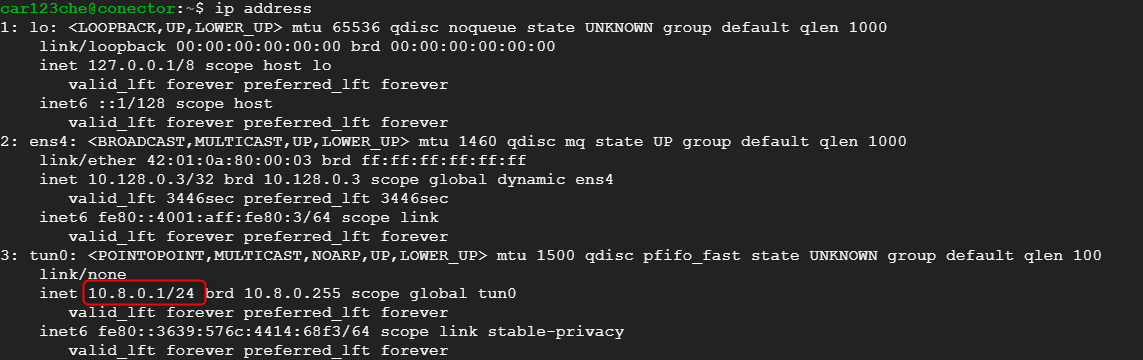 car123che@conector:~$ ip address
1: lo: <LOOPBACK,UP,LOWER_UP> mtu 65536 qdisc noqueue state UNKNOWN group default qlen 1000
    link/loopback 00:00:00:00:00:00 brd 00:00:00:00:00:00
    inet 127.0.0.1/8 scope host lo
       valid_lft forever preferred_lft forever
    inet6 ::1/128 scope host
       valid_lft forever preferred_lft forever
2: ens4: <BROADCAST,MULTICAST,UP,LOWER_UP> mtu 1460 qdisc mq state UP group default qlen 1000
    link/ether 42:01:0a:80:00:03 brd ff:ff:ff:ff:ff:ff
    inet 10.128.0.3/32 brd 10.128.0.3 scope global dynamic ens4
       valid_lft 3446sec preferred_lft 3446sec
    inet6 fe80::4001:aff:fe80:3/64 scope link
       valid_lft forever preferred_lft forever
3: tun0: <POINTOPOINT,MULTICAST,NOARP,UP,LOWER_UP> mtu 1500 qdisc pfifo_fast state UNKNOWN group default qlen 100
    link/none
    inet 10.8.0.1/24 brd 10.8.0.255 scope global tun0
       valid_lft forever preferred_lft forever
    inet6 fe80::3639:576c:4414:68f3/64 scope link stable-privacy
       valid_lft forever preferred_lft forever